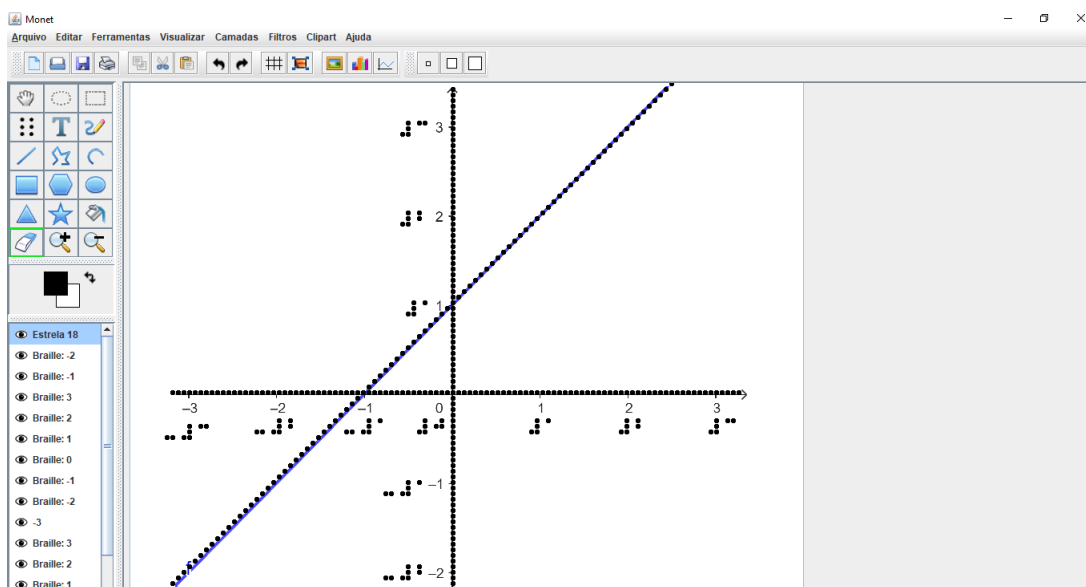 Monet
Arquivo Editar Ferramentas Visualizar Camadas Filtros Clipart Ajuda
T
Estrela 18
Braille: -2
Braille: -1
Braille: 3
Braille: 2
Braille: 1
Braille: 0
Braille: -1
Braille: -2
-3
Braille: 3
Braille: 2
Braille: 1
⠼⠉ 3
⠼⠃ 2
⠼⠁ 1
−3 −2 −1 0 1 2 3
⠤⠼⠉ ⠤⠼⠃ ⠤⠼⠁ ⠼⠚ ⠼⠁ ⠼⠃ ⠼⠉
⠤⠼⠁ −1
⠤⠼⠃ −2
f